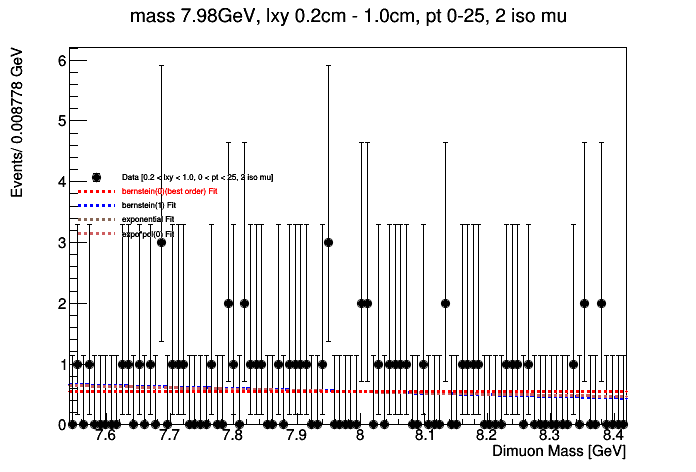 mass 7.98GeV, lxy 0.2cm - 1.0cm, pt 0-25, 2 iso mu
Events/ 0.008778 GeV
6
5
4
3
2
1
0
Data [0.2 < lxy < 1.0, 0 < pt < 25, 2 iso mu]
bernstein(0)(best order) Fit
bernstein(1) Fit
exponential Fit
expo*pol(0) Fit
7.6 7.7 7.8 7.9 8 8.1 8.2 8.3 8.4
Dimuon Mass [GeV]